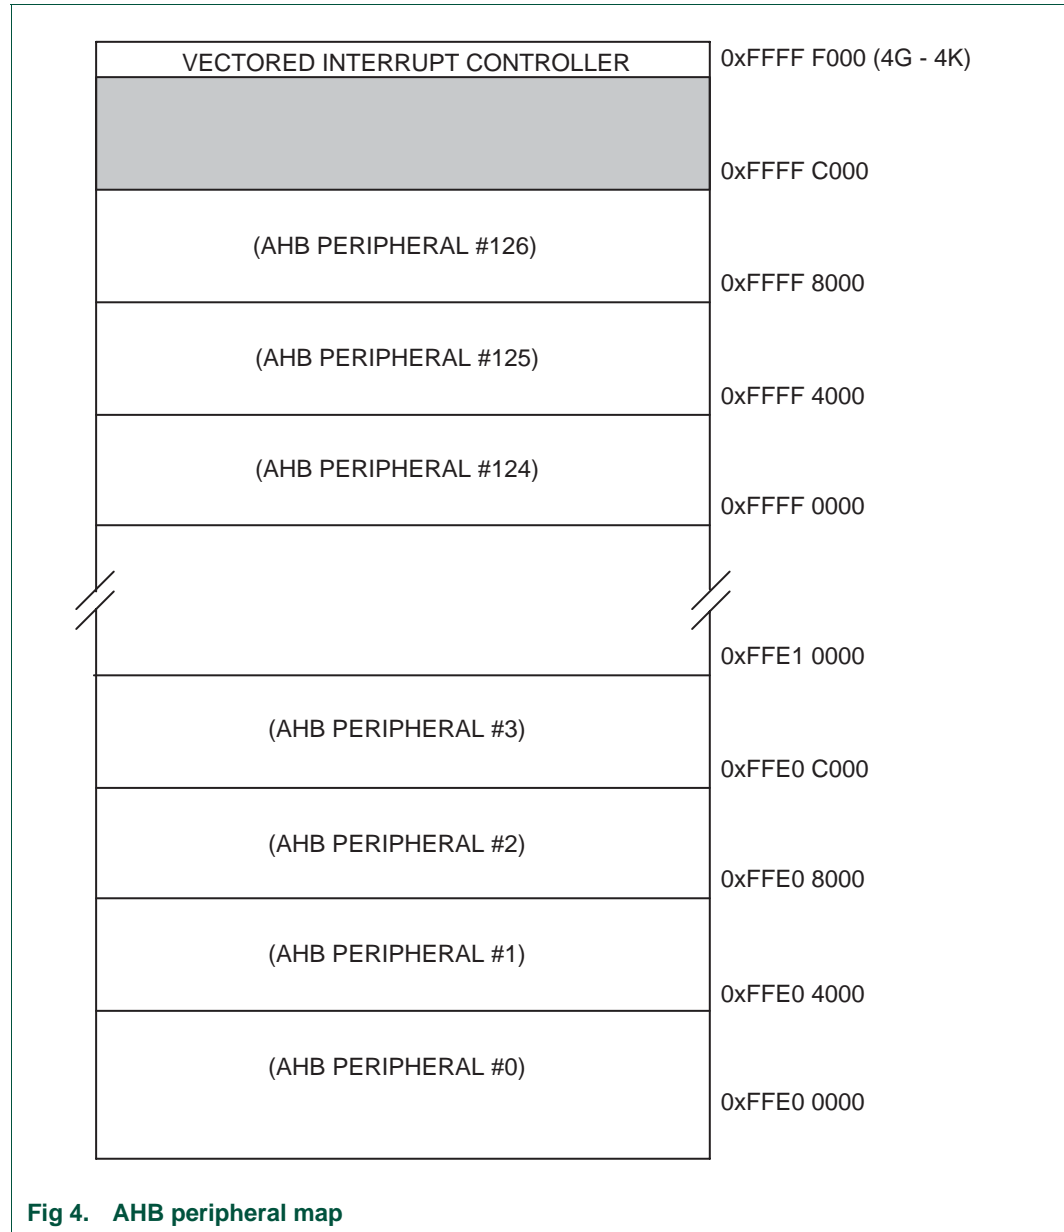 VECTORED INTERRUPT CONTROLLER
0xFFFF F000 (4G - 4K)
0xFFFF C000
(AHB PERIPHERAL #126)
0xFFFF 8000
(AHB PERIPHERAL #125)
0xFFFF 4000
(AHB PERIPHERAL #124)
0xFFFF 0000
0xFFE1 0000
(AHB PERIPHERAL #3)
0xFFE0 C000
(AHB PERIPHERAL #2)
0xFFE0 8000
(AHB PERIPHERAL #1)
0xFFE0 4000
(AHB PERIPHERAL #0)
0xFFE0 0000
Fig 4. AHB peripheral map